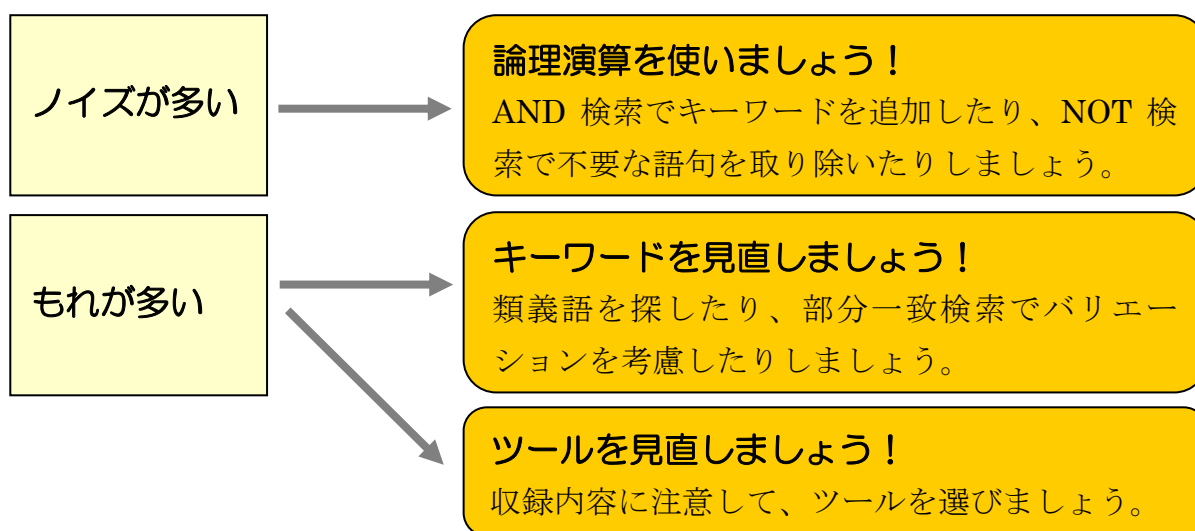 ノイズが多い
論理演算を使いましょう！
AND 検索でキーワードを追加したり、NOT 検
索で不要な語句を取り除いたりしましょう。
もれが多い
キーワードを見直しましょう！
類義語を探したり、部分一致検索でバリエー
ションを考慮したりしましょう。
ツールを見直しましょう！
収録内容に注意して、ツールを選びましょう。